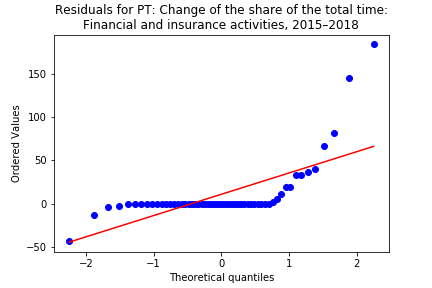 Residuals for PT: Change of the share of the total time:
Financial and insurance activities, 2015–2018
Ordered Values
150
100
50
0
−50
−2
−1
0
1
2
Theoretical quantiles